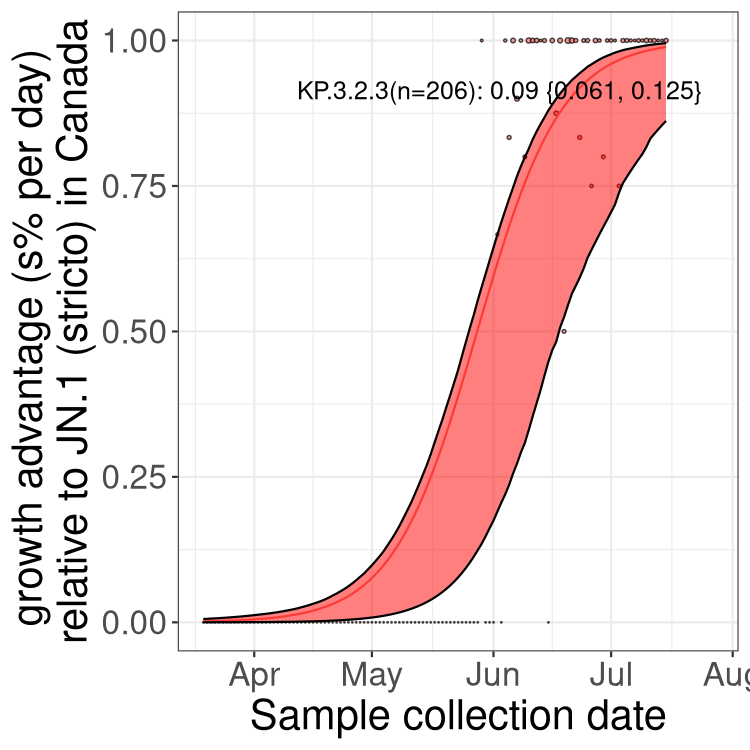 growth advantage (s% per day)
relative to JN.1 (stricto) in Canada
1.00
0.75
0.50
0.25
0.00
KP.3.2.3(n=206): 0.09 {0.061, 0.125}
Apr May Jun Jul Aug
Sample collection date